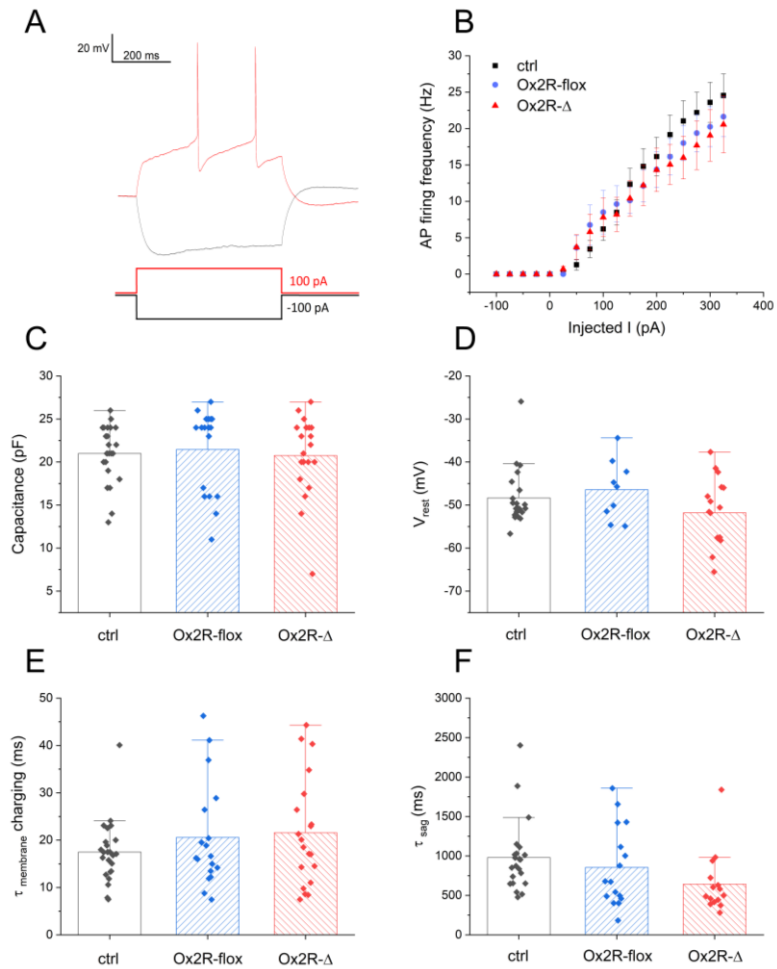 A
20 mV
200 ms
100 pA
-100 pA
B
ctrl
Ox2R-flox
Ox2R-Δ
AP firing frequency (Hz)
30
25
20
15
10
5
0
-100 0 100 200 300 400
Injected I (pA)
C
Capacitance (pF)
30
25
20
15
10
5
ctrl Ox2R-flox Ox2R-Δ
D
Vrest (mV)
-20
-30
-40
-50
-60
-70
ctrl Ox2R-flox Ox2R-Δ
E
τ membrane charging (ms)
50
40
30
20
10
0
ctrl Ox2R-flox Ox2R-Δ
F
τ sag (ms)
3000
2500
2000
1500
1000
500
0
ctrl Ox2R-flox Ox2R-Δ